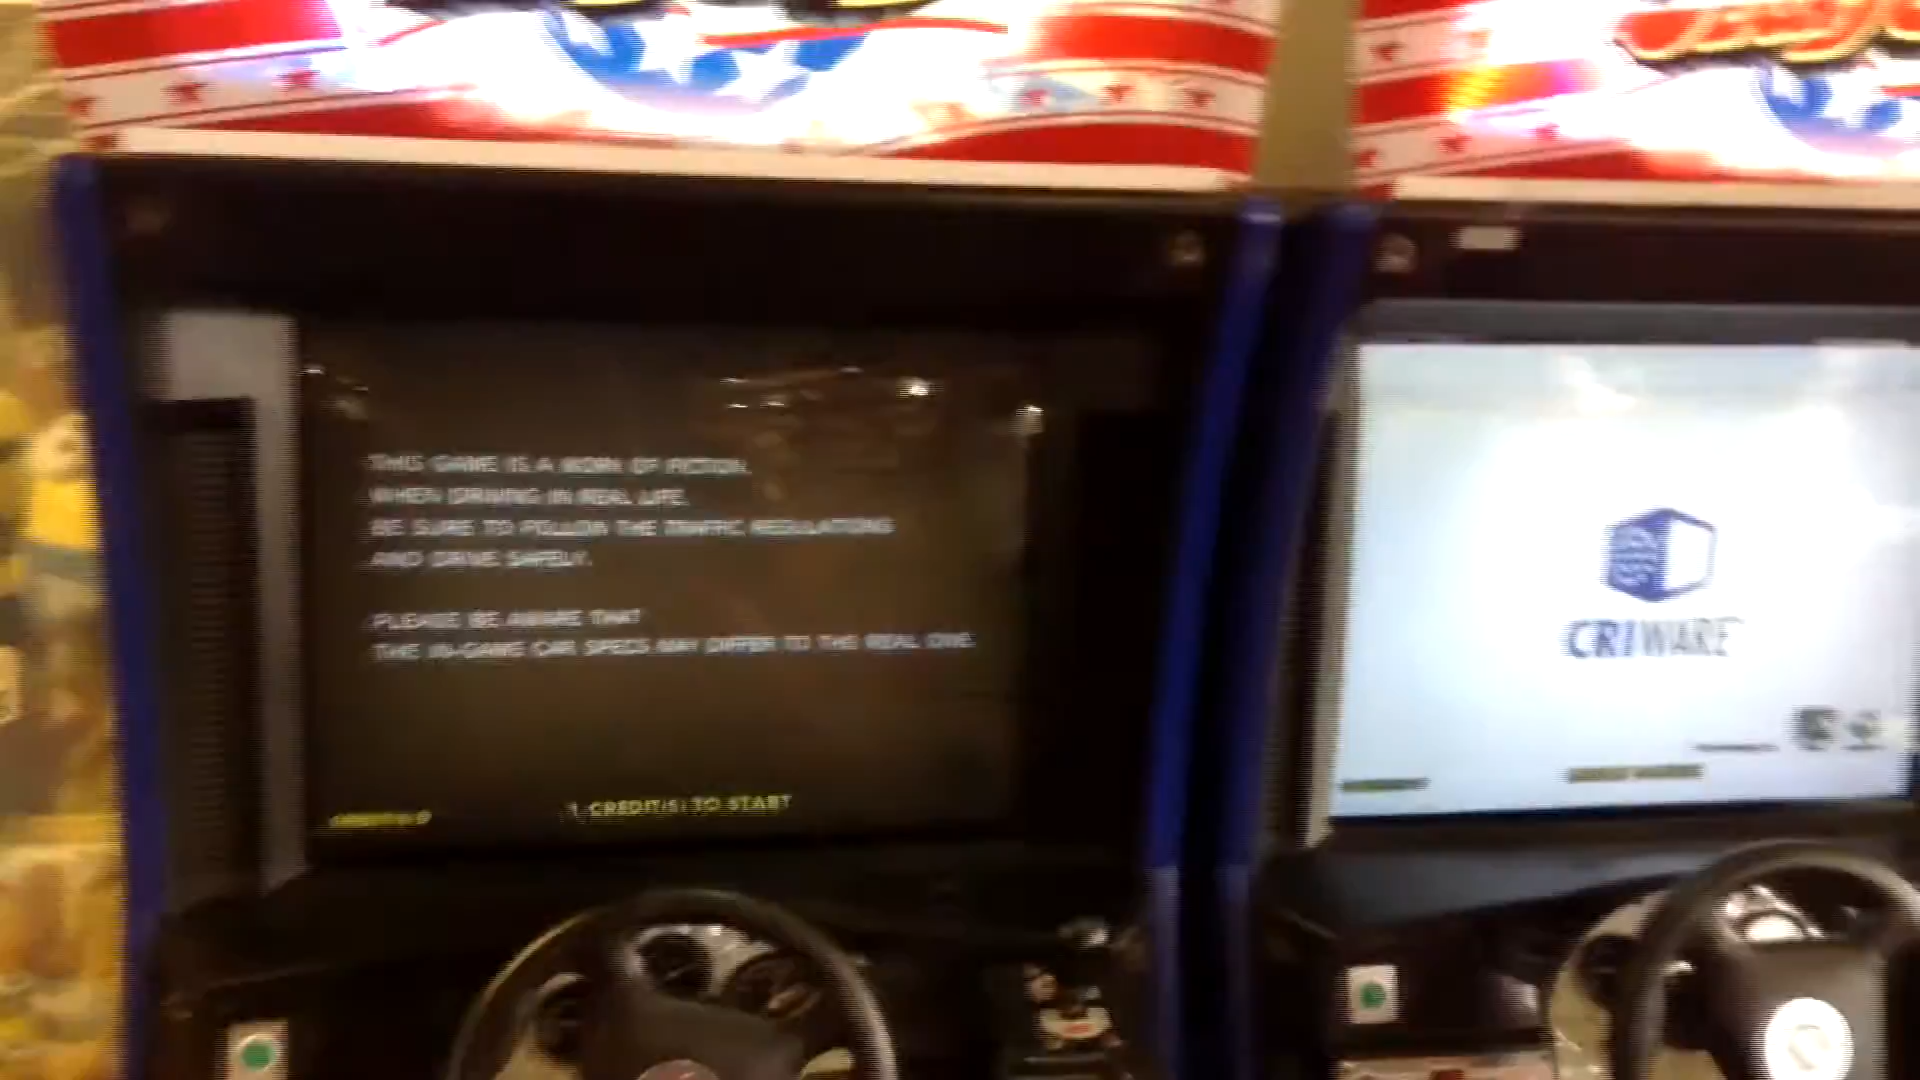 THIS GAME IS A WORK OF FICTION.
WHEN DRIVING IN REAL LIFE,
BE SURE TO FOLLOW THE TRAFFIC REGULATIONS
AND DRIVE SAFELY.
PLEASE BE AWARE THAT
THE IN-GAME CAR SPECS MAY DIFFER TO THE REAL ONE.
1 CREDIT(S) TO START
CRIWARE